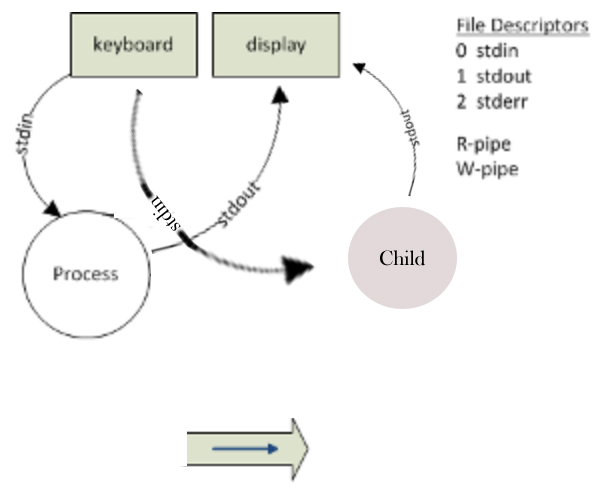 keyboard
display
File Descriptors
0 stdin
1 stdout
2 stderr
R-pipe
W-pipe
stdin
stdin
stdout
stdout
Process
Child